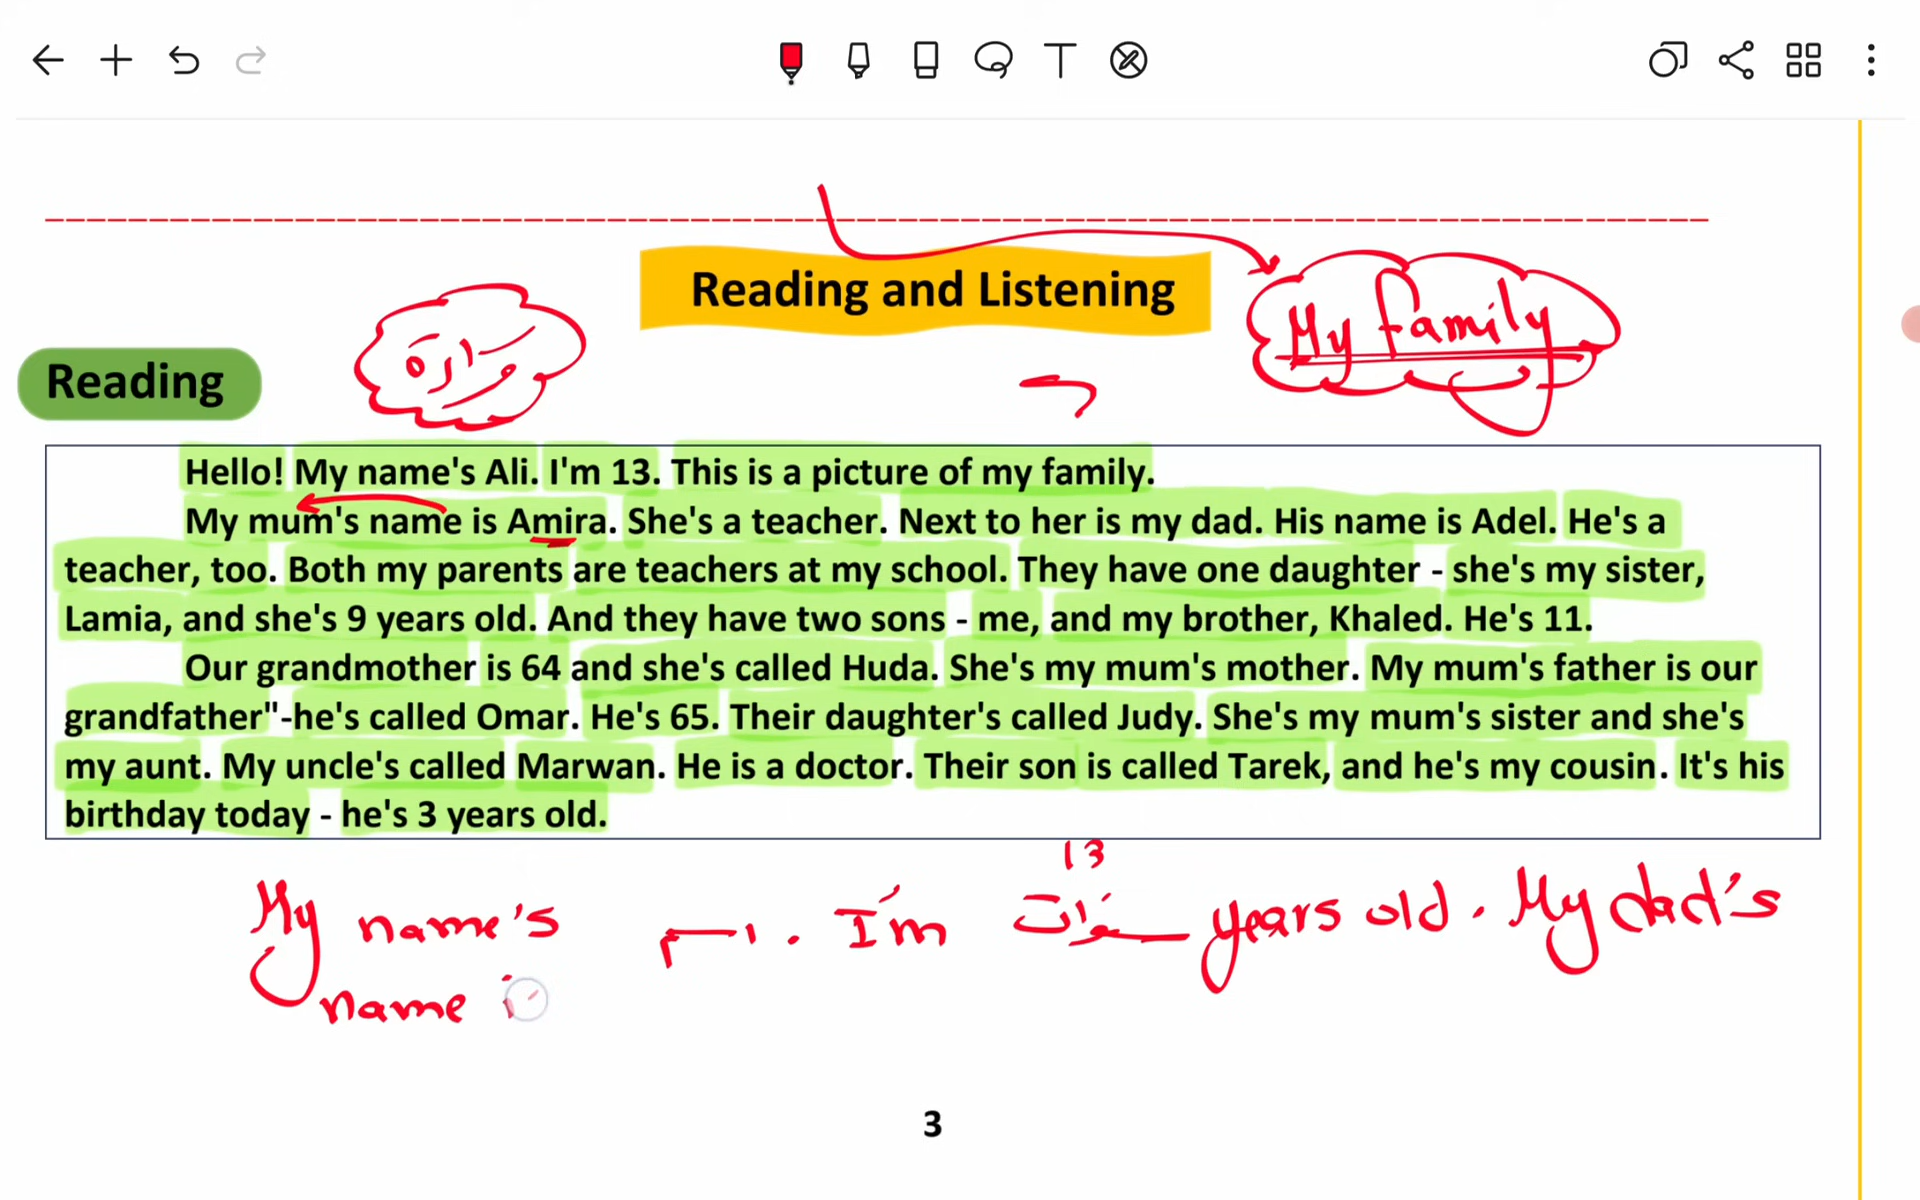 Reading and Listening
My family
Reading
Hello! My name's Ali. I'm 13. This is a picture of my family.
My mum's name is Amira. She's a teacher. Next to her is my dad. His name is Adel. He's a
teacher, too. Both my parents are teachers at my school. They have one daughter - she's my sister,
Lamia, and she's 9 years old. And they have two sons - me, and my brother, Khaled. He's 11.
Our grandmother is 64 and she's called Huda. She's my mum's mother. My mum's father is our
grandfather"-he's called Omar. He's 65. Their daughter's called Judy. She's my mum's sister and she's
my aunt. My uncle's called Marwan. He is a doctor. Their son is called Tarek, and he's my cousin. It's his
birthday today - he's 3 years old.
13
My name's . I'm years old. My dad's
name i
3